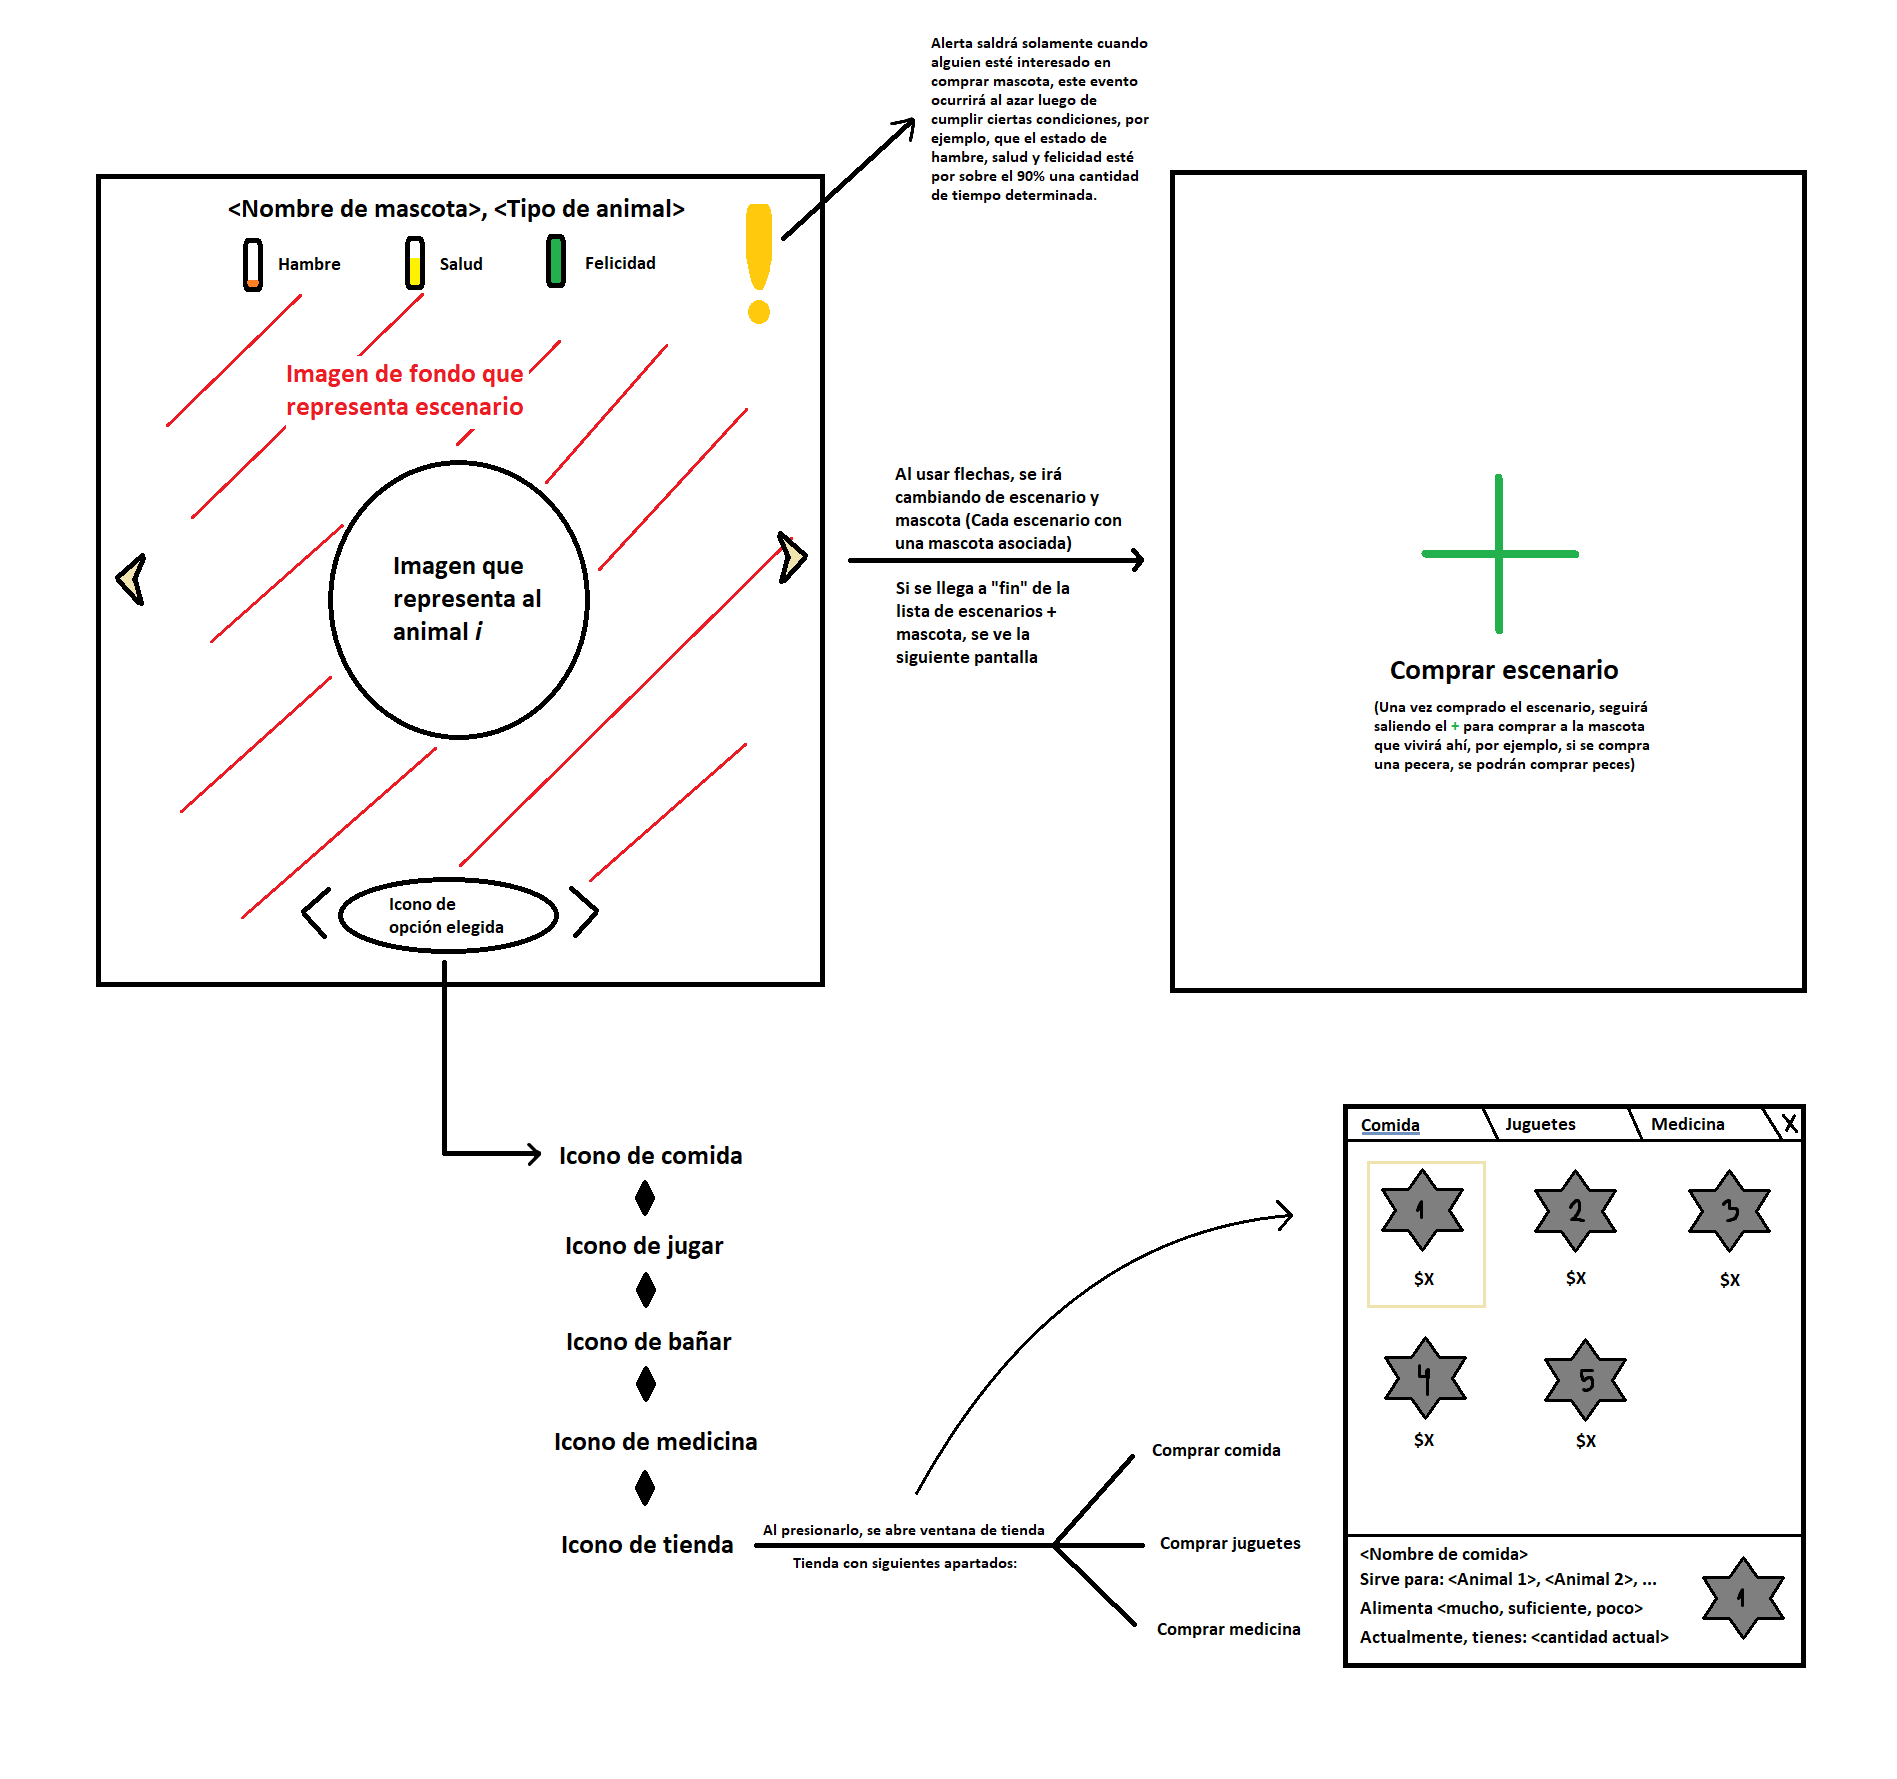 Alerta saldrá solamente cuando
alguien esté interesado en
comprar mascota, este evento
ocurrirá al azar luego de
cumplir ciertas condiciones, por
ejemplo, que el estado de
hambre, salud y felicidad esté
por sobre el 90% una cantidad
de tiempo determinada.
<Nombre de mascota>, <Tipo de animal>
Hambre
Salud
Felicidad
Imagen de fondo que
representa escenario
Imagen que
representa al
animal i
Icono de
opción elegida
Al usar flechas, se irá
cambiando de escenario y
mascota (Cada escenario con
una mascota asociada)
Si se llega a "fin" de la
lista de escenarios +
mascota, se ve la
siguiente pantalla
Comprar escenario
(Una vez comprado el escenario, seguirá
saliendo el + para comprar a la mascota
que vivirá ahí, por ejemplo, si se compra
una pecera, se podrán comprar peces)
Icono de comida
Icono de jugar
Icono de bañar
Icono de medicina
Icono de tienda
Al presionarlo, se abre ventana de tienda
Tienda con siguientes apartados:
Comprar comida
Comprar juguetes
Comprar medicina
Comida
Juguetes
Medicina
X
1
2
3
$X
$X
$X
4
5
$X
$X
<Nombre de comida>
Sirve para: <Animal 1>, <Animal 2>, ...
Alimenta <mucho, suficiente, poco>
Actualmente, tienes: <cantidad actual>
1